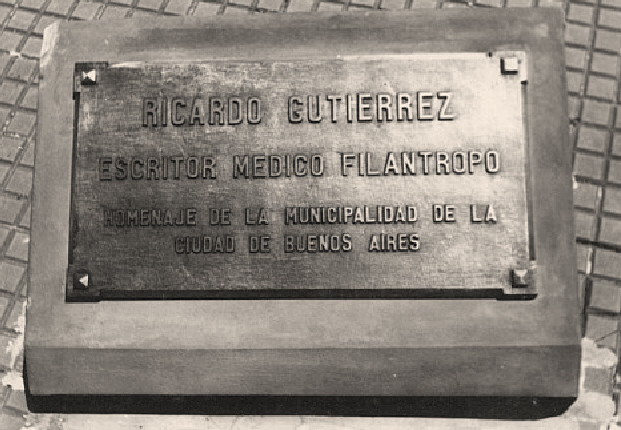 RICARDO GUTIERREZ
ESCRITOR MEDICO FILANTROPO
HOMENAJE DE LA MUNICIPALIDAD DE LA
CIUDAD DE BUENOS AIRES